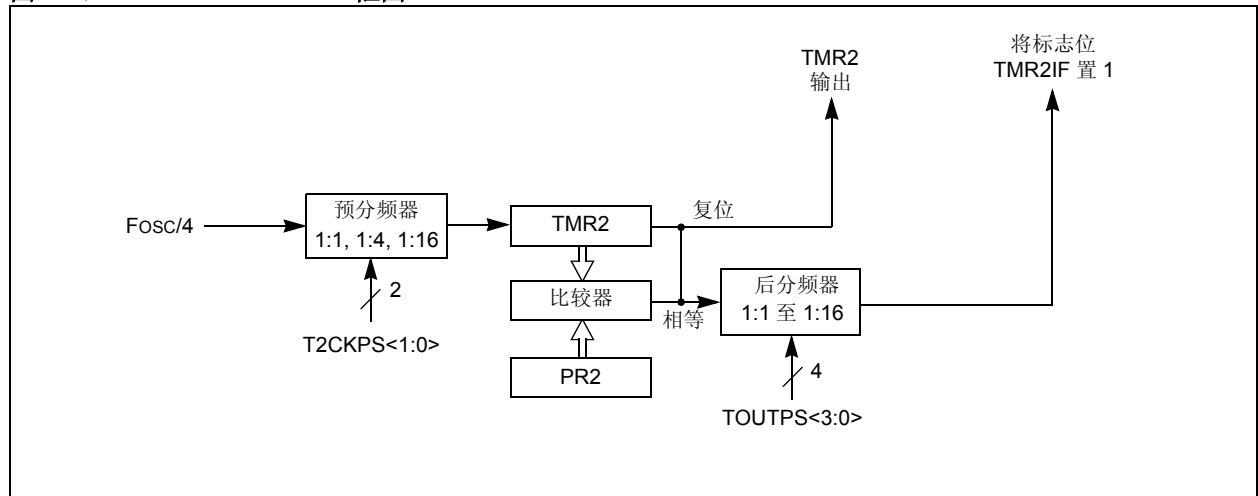 TMR2
输出
将标志位
TMR2IF 置 1
FOSC/4
预分频器
1:1, 1:4, 1:16
2
T2CKPS<1:0>
TMR2
复位
比较器
相等
PR2
后分频器
1:1 至 1:16
4
TOUTPS<3:0>